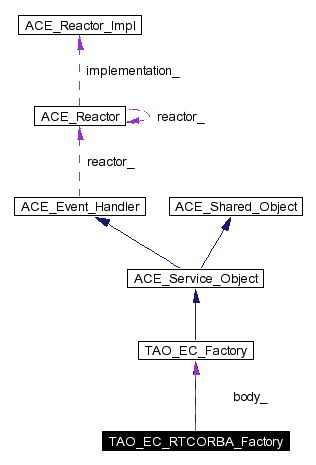 ACE_Reactor_Impl
implementation_
ACE_Reactor
reactor_
reactor_
ACE_Event_Handler
ACE_Shared_Object
ACE_Service_Object
TAO_EC_Factory
body_
TAO_EC_RTCORBA_Factory